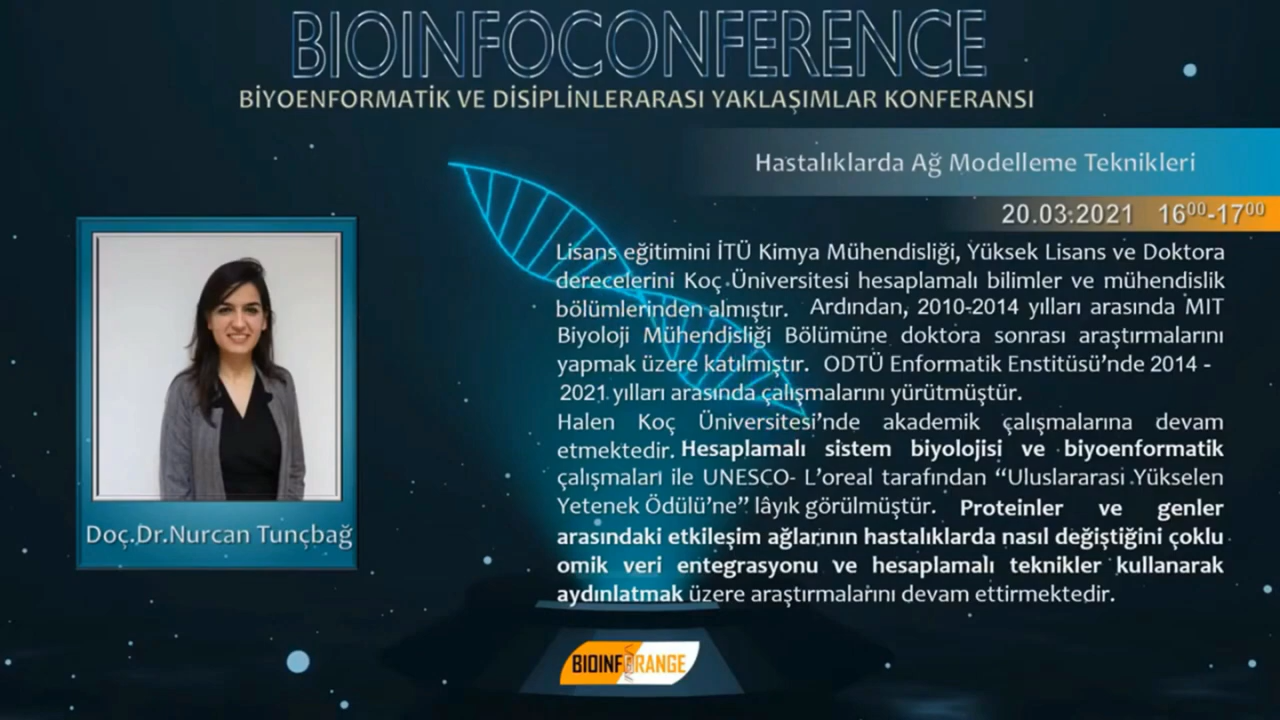 BIOINFOCONFERENCE
BİYOENFORMATİK VE DİSİPLİNLERARASI YAKLAŞIMLAR KONFERANSI
Hastalıklarda Ağ Modelleme Teknikleri
20.03.2021 16⁰⁰-17⁰⁰
Lisans eğitimini İTÜ Kimya Mühendisliği, Yüksek Lisans ve Doktora
derecelerini Koç Üniversitesi hesaplamalı bilimler ve mühendislik
bölümlerinden almıştır. Ardından, 2010-2014 yılları arasında MIT
Biyoloji Mühendisliği Bölümüne doktora sonrası araştırmalarını
yapmak üzere katılmıştır. ODTÜ Enformatik Enstitüsü’nde 2014 -
2021 yılları arasında çalışmalarını yürütmüştür.
Halen Koç Üniversitesi’nde akademik çalışmalarına devam
etmektedir. Hesaplamalı sistem biyolojisi ve biyoenformatik
çalışmaları ile UNESCO- L’oreal tarafından “Uluslararası Yükselen
Yetenek Ödülü’ne” lâyık görülmüştür. Proteinler ve genler
arasındaki etkileşim ağlarının hastalıklarda nasıl değiştiğini çoklu
omik veri entegrasyonu ve hesaplamalı teknikler kullanarak
aydınlatmak üzere araştırmalarını devam ettirmektedir.
Doç.Dr.Nurcan Tunçbağ
BIOINFORANGE